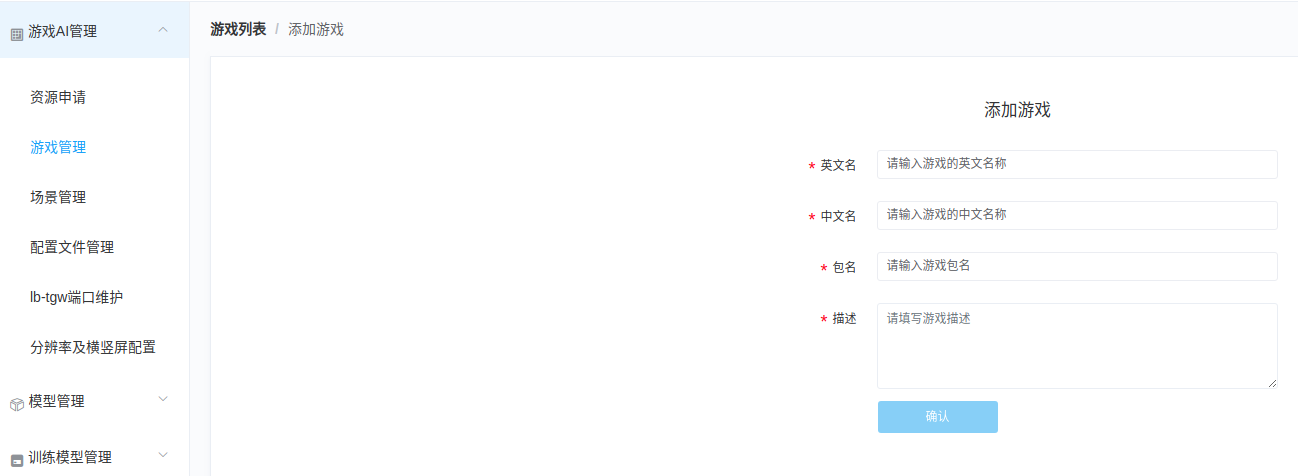 游戏AI管理
资源申请
游戏管理
场景管理
配置文件管理
lb-tgw端口维护
分辨率及横竖屏配置
模型管理
训练模型管理
游戏列表 / 添加游戏
添加游戏
* 英文名 请输入游戏的英文名称
* 中文名 请输入游戏的中文名称
* 包名 请输入游戏包名
* 描述 请填写游戏描述
确认